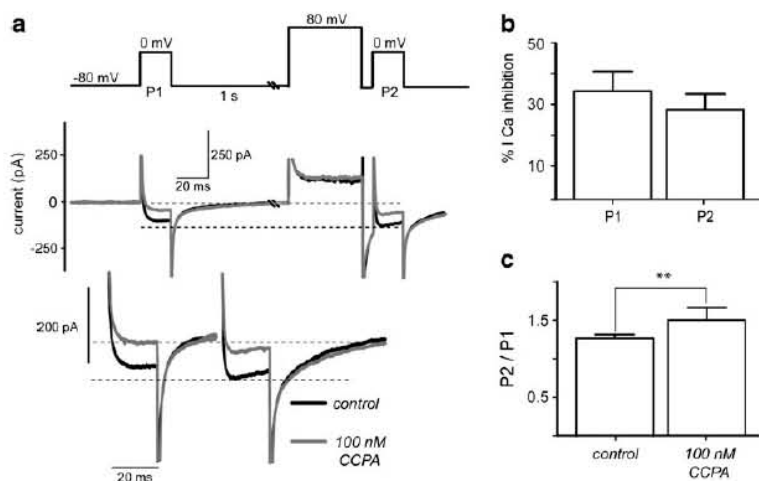 a
80 mV
0 mV
0 mV
-80 mV
P1
1 s
P2
250
0
-250
current (pA)
250 pA
20 ms
200 pA
control
100 nM
CCPA
20 ms
b
50
30
10
% I Ca inhibition
P1
P2
c
**
1.5
0.5
P2 / P1
control
100 nM
CCPA